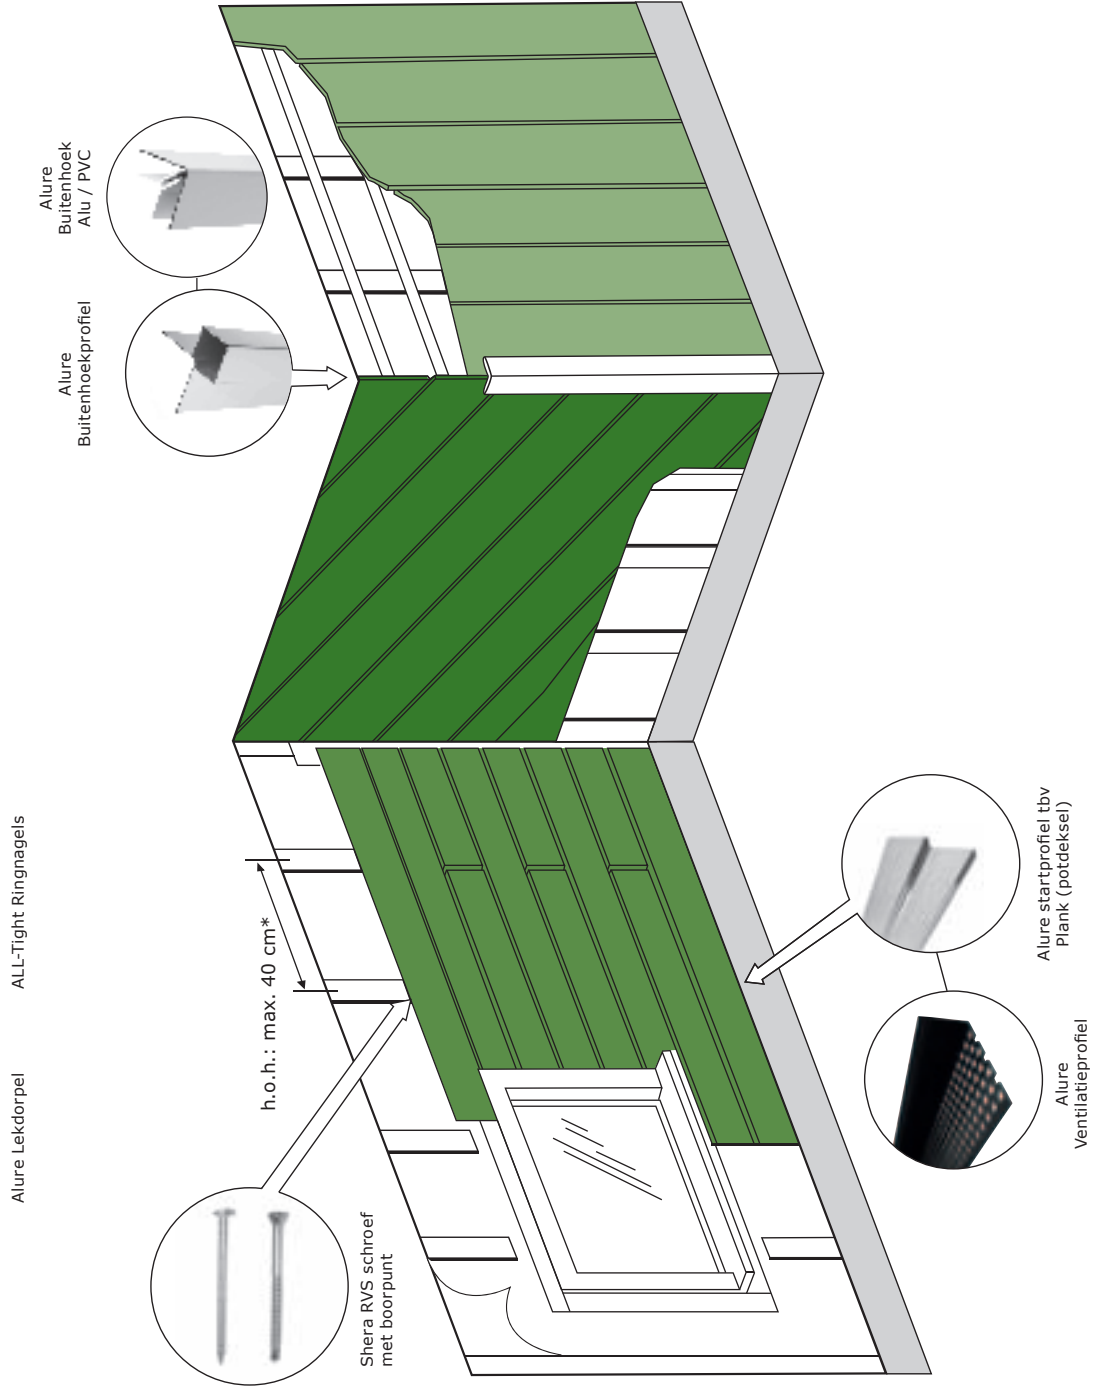 Alure Lekdorpel
ALL-Tight Ringnagels
Alure
Buitenhoek
Alu / PVC
Alure
Buitenhoekprofiel
h.o.h.: max. 40 cm*
Shera RVS schroef
met boorpunt
Alure startprofiel tbv
Plank (potdeksel)
Alure
Ventilatieprofiel